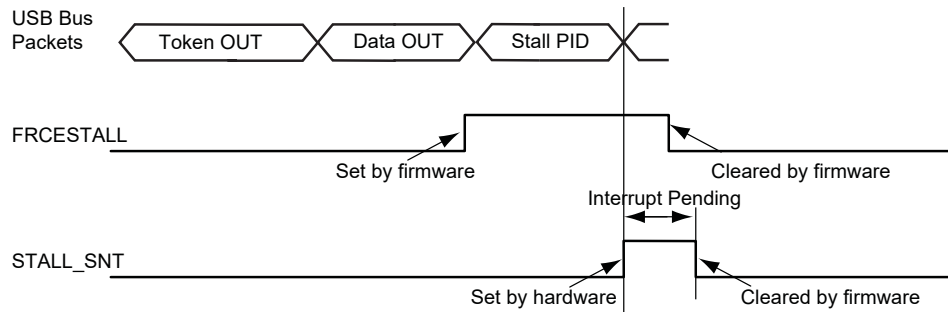 USB Bus
Packets
Token OUT
Data OUT
Stall PID
FRCESTALL
Set by firmware
Cleared by firmware
Interrupt Pending
STALL_SNT
Set by hardware
Cleared by firmware